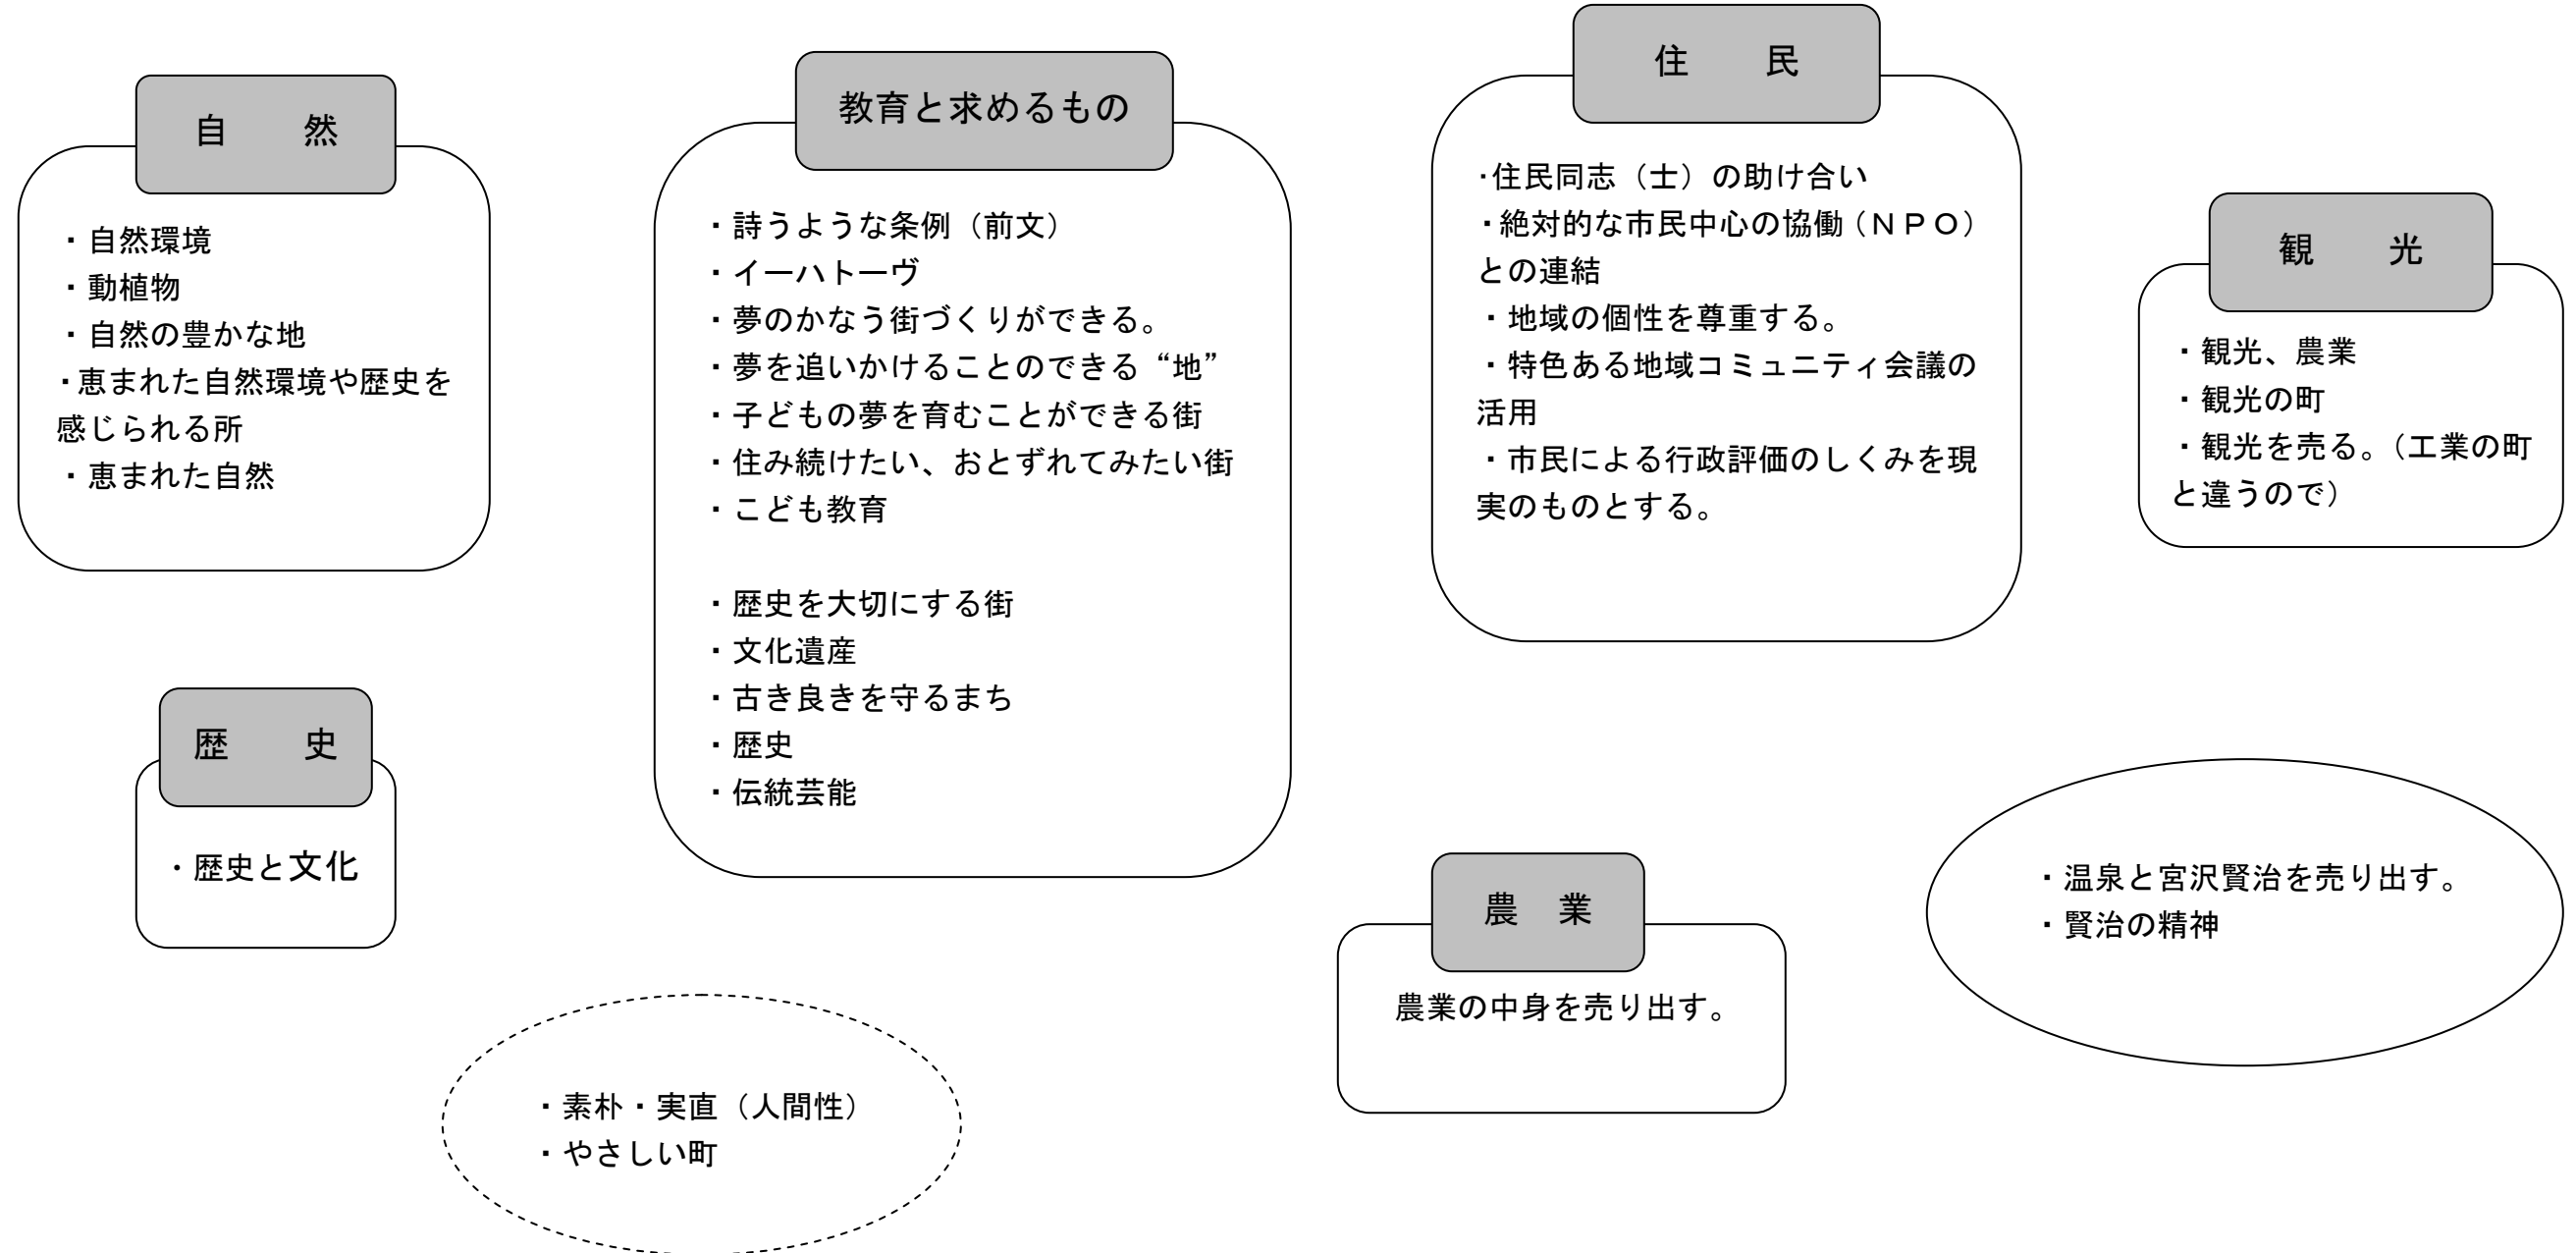 自　　然
・自然環境
・動植物
・自然の豊かな地
・恵まれた自然環境や歴史を
感じられる所
・恵まれた自然
教育と求めるもの
・詩うような条例（前文）
・イーハトーヴ
・夢のかなう街づくりができる。
・夢を追いかけることのできる“地”
・子どもの夢を育むことができる街
・住み続けたい、おとずれてみたい街
・こども教育
・歴史を大切にする街
・文化遺産
・古き良きを守るまち
・歴史
・伝統芸能
住　　民
・住民同志（士）の助け合い
・絶対的な市民中心の協働（ＮＰＯ）
との連結
・地域の個性を尊重する。
・特色ある地域コミュニティ会議の
活用
・市民による行政評価のしくみを現
実のものとする。
観　　光
・観光、農業
・観光の町
・観光を売る。（工業の町
と違うので）
歴　　史
・歴史と文化
農　業
農業の中身を売り出す。
・温泉と宮沢賢治を売り出す。
・賢治の精神
・素朴・実直（人間性）
・やさしい町